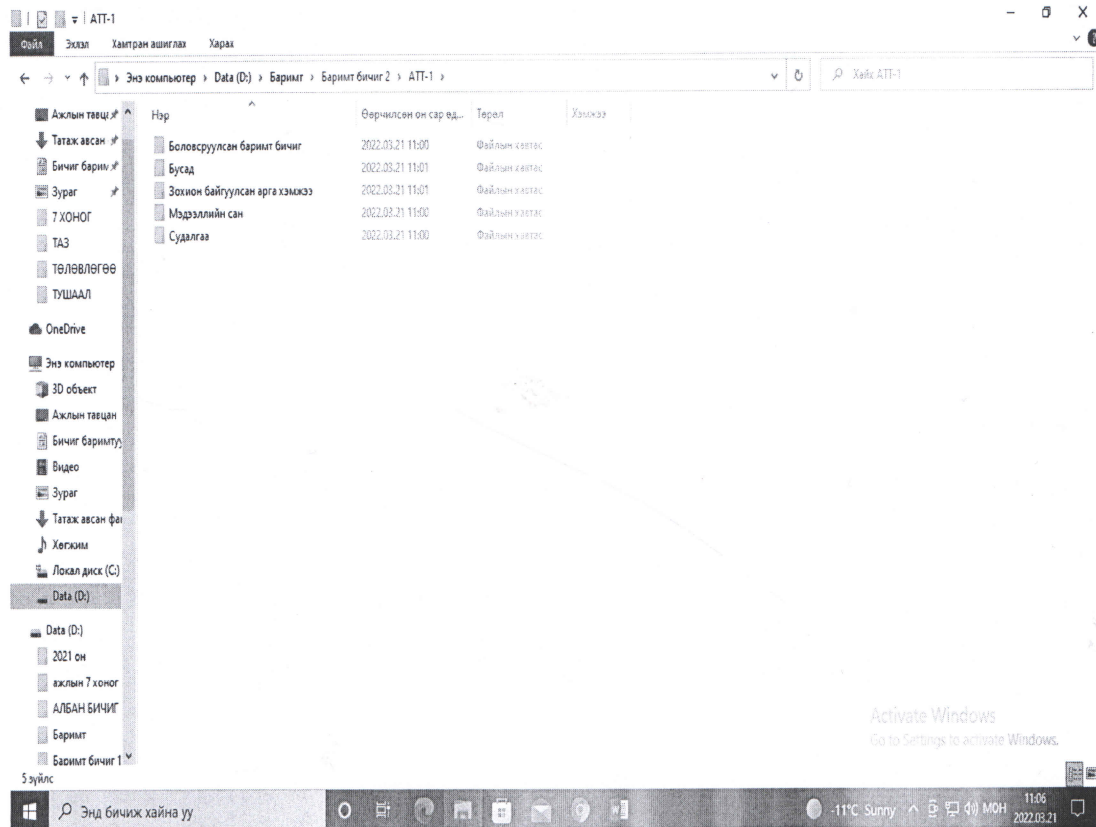 АТТ-1
Файл Эхлэл Хамтран ашиглах Харах
Энэ компьютер › Data (D:) › Баримт › Баримт бичиг 2 › АТТ-1 ›
Хайх АТТ-1
Нэр Өөрчилсөн он сар өд... Төрөл Хэмжээ
Боловсруулсан баримт бичиг 2022.03.21 11:00 Файлын хавтас
Бусад 2022.03.21 11:01 Файлын хавтас
Зохион байгуулсан арга хэмжээ 2022.03.21 11:01 Файлын хавтас
Мэдээллийн сан 2022.03.21 11:00 Файлын хавтас
Судалгаа 2022.03.21 11:00 Файлын хавтас
Ажлын тавца
Татаж авсан
Бичиг барим
Зураг
7 ХОНОГ
ТАЗ
ТӨЛӨВЛӨГӨӨ
ТУШААЛ
OneDrive
Энэ компьютер
3D объект
Ажлын тавцан
Бичиг баримтуу
Видео
Зураг
Татаж авсан фай
Хөгжим
Локал диск (C:)
Data (D:)
Data (D:)
2021 он
ажлын 7 хоног
АЛБАН БИЧИГ
Баримт
Баримт бичиг 1
5 зүйлс
Activate Windows
Go to Settings to activate Windows.
Энд бичиж хайна уу
-11°C Sunny МОН 11:06
2022.03.21